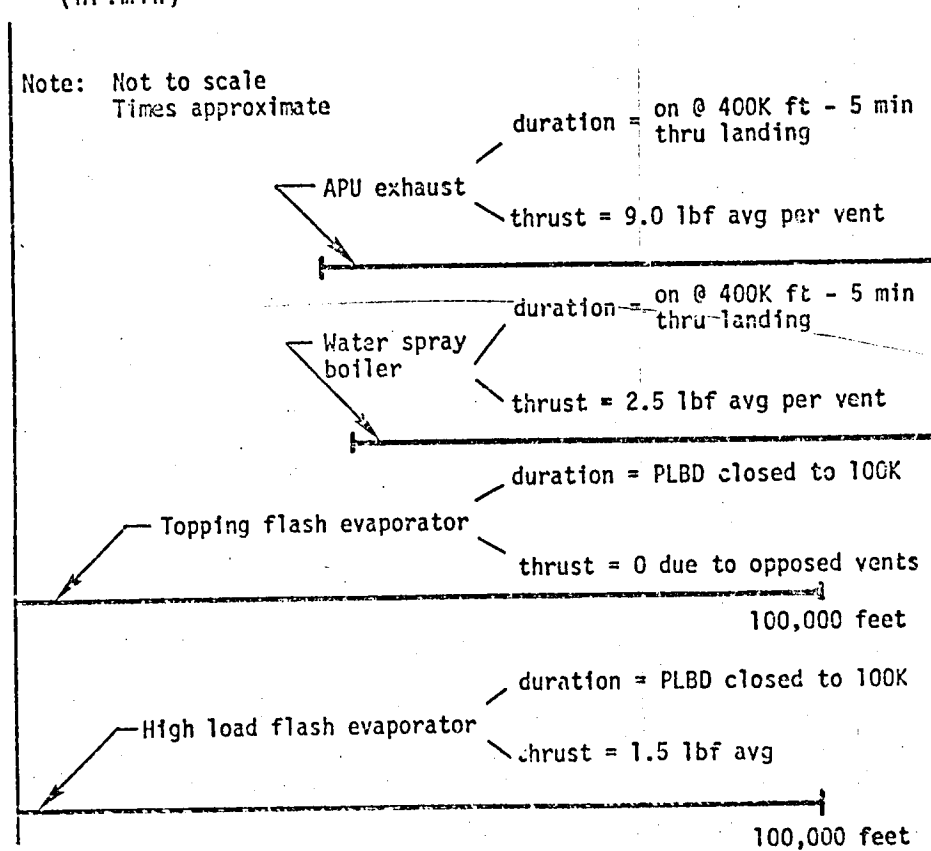 (hr:min)
Note: Not to scale
Times approximate
duration = on @ 400K ft - 5 min
thru landing
APU exhaust
thrust = 9.0 lbf avg per vent
duration = on @ 400K ft - 5 min
thru landing
Water spray
boiler
thrust = 2.5 lbf avg per vent
duration = PLBD closed to 100K
Topping flash evaporator
thrust = 0 due to opposed vents
100,000 feet
duration = PLBD closed to 100K
High load flash evaporator
thrust = 1.5 lbf avg
100,000 feet